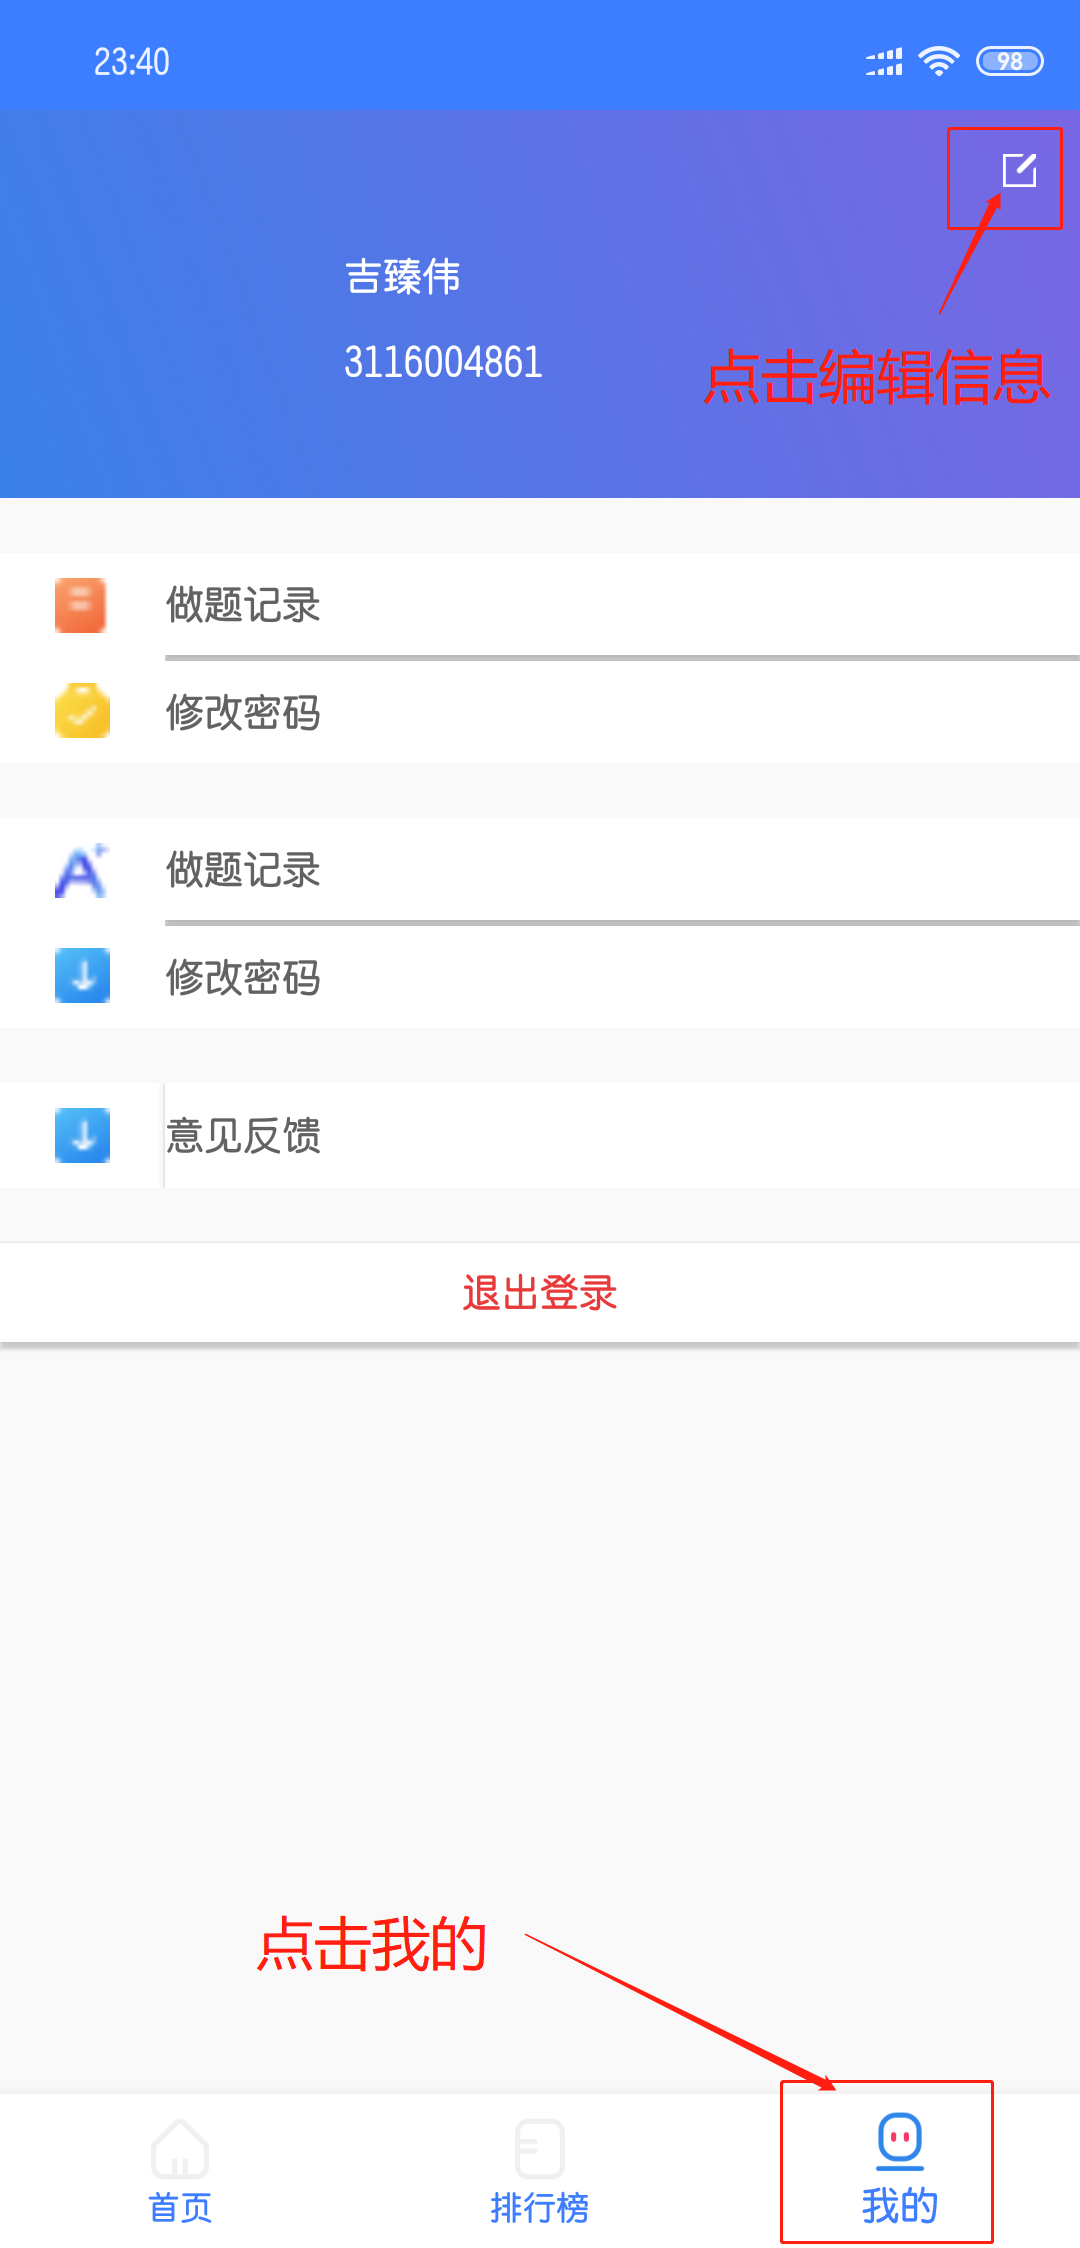 23:40
98
吉臻伟
3116004861
点击编辑信息
做题记录
修改密码
做题记录
修改密码
意见反馈
退出登录
点击我的
首页
排行榜
我的